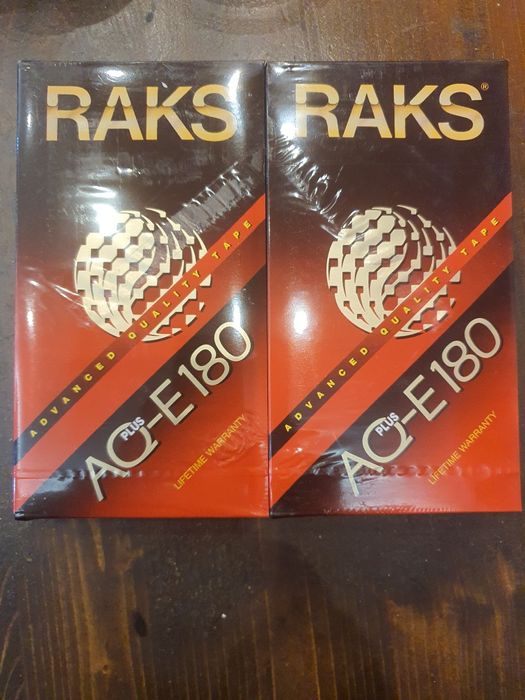 RAKS
ADVANCED QUALITY TAPE
AQ-E180
PLUS
LIFETIME WARRANTY
RAKS®
ADVANCED QUALITY TAPE
AQ-E180
PLUS
LIFETIME WARRANTY